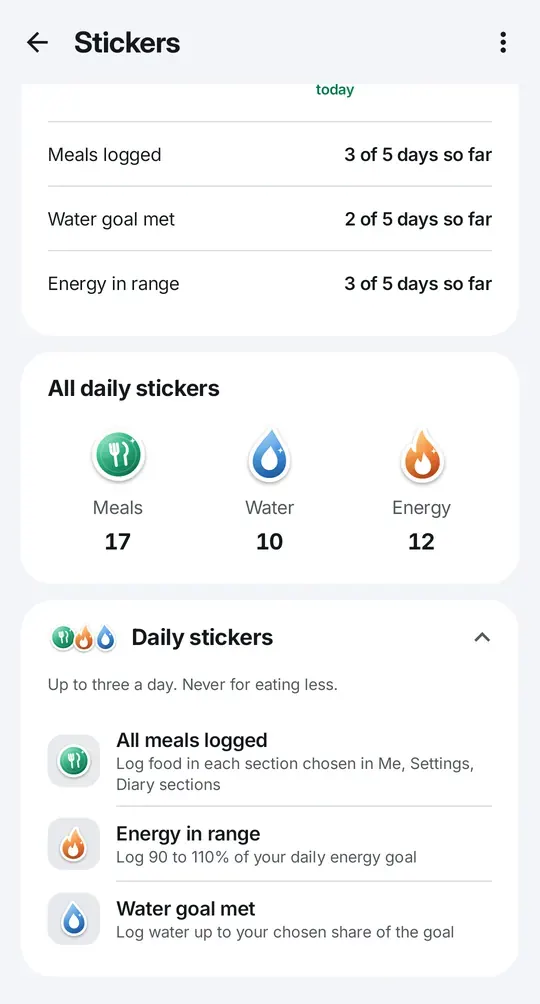 Stickers
today
Meals logged 3 of 5 days so far
Water goal met 2 of 5 days so far
Energy in range 3 of 5 days so far
All daily stickers
Meals Water Energy
17 10 12
Daily stickers
Up to three a day. Never for eating less.
All meals logged
Log food in each section chosen in Me, Settings,
Diary sections
Energy in range
Log 90 to 110% of your daily energy goal
Water goal met
Log water up to your chosen share of the goal